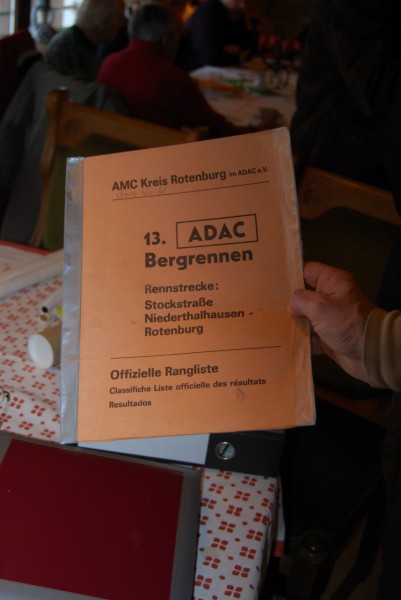 AMC Kreis Rotenburg im ADAC e.V.
13. ADAC
Bergrennen
Rennstrecke:
Stockstraße
Niederthalhausen -
Rotenburg
Offizielle Rangliste
Classifiche Liste officielle des résultats
Resultados